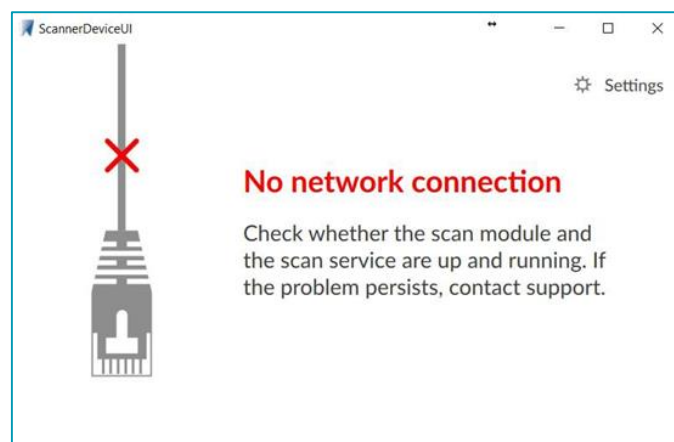 ScannerDeviceUI
Settings
No network connection
Check whether the scan module and
the scan service are up and running. If
the problem persists, contact support.